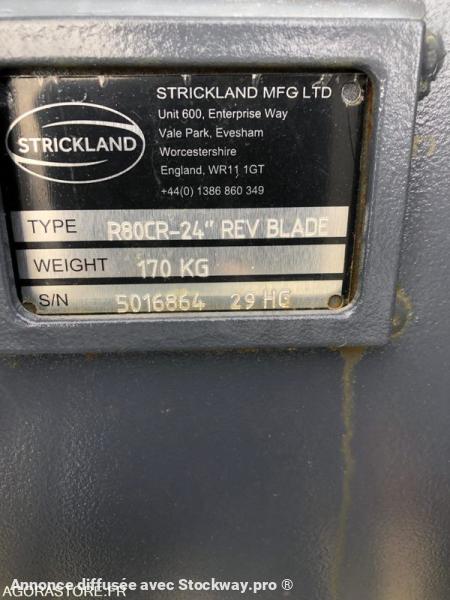 STRICKLAND
STRICKLAND MFG LTD
Unit 600, Enterprise Way
Vale Park, Evesham
Worcestershire
England, WR11 1GT
+44(0) 1386 860 349
TYPE R80CR-24" REV BLADE
WEIGHT 170 KG
S/N 5016864 29 HG
Annonce diffusée avec Stockway.pro ®
AGORASTORE.FR